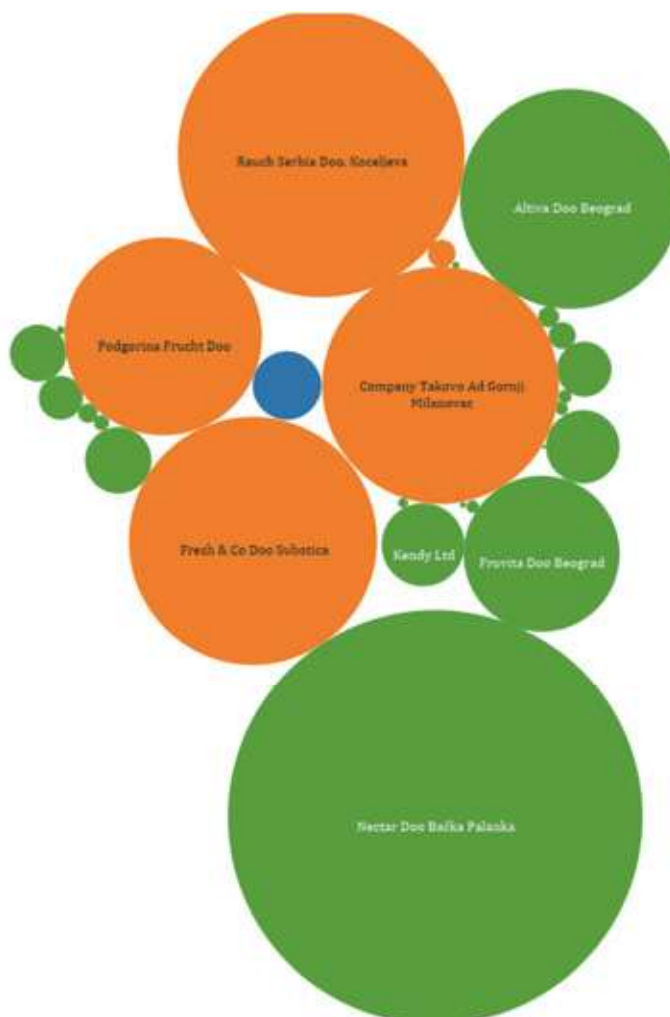 Rauch Serbia Doo. Koceljeva
Altiva Doo Beograd
Podgorina Frucht Doo
Company Takovo Ad Gornji
Milanovac
Fresh & Co Doo Subotica
Kendy Ltd
Fruvita Doo Beograd
Nectar Doo Bačka Palanka